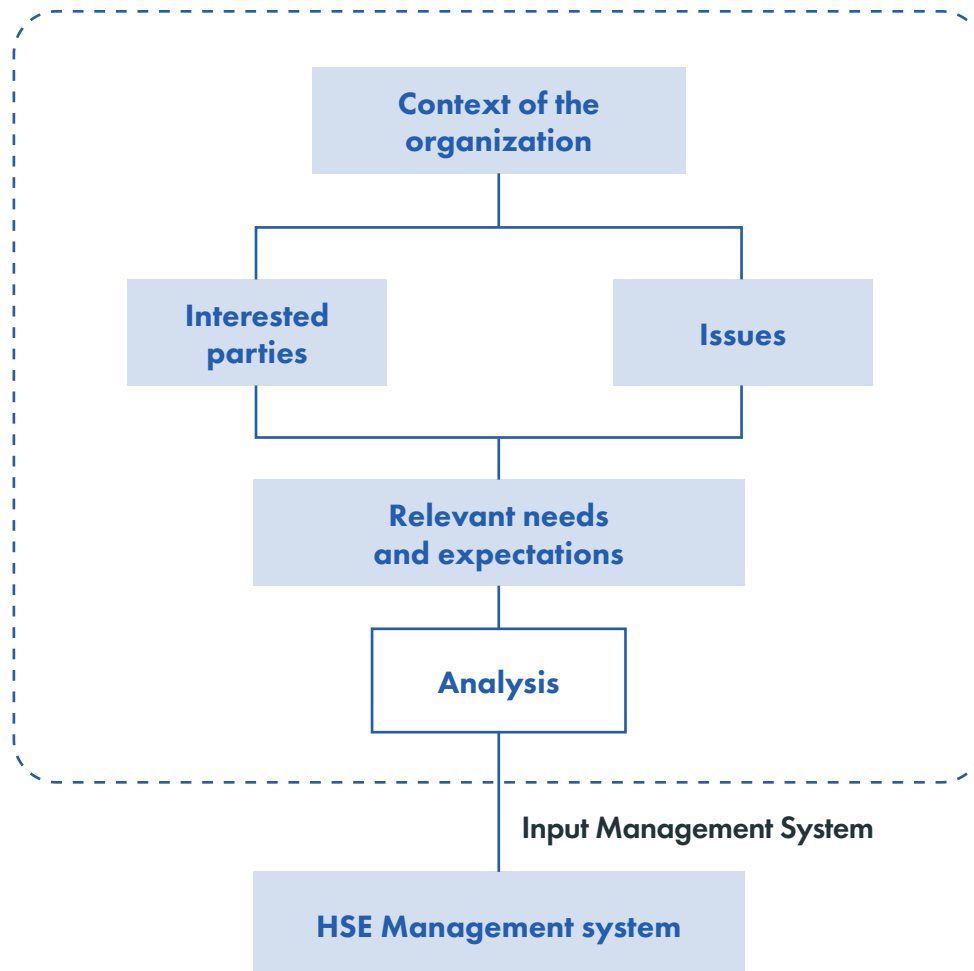 Context of the
organization
Interested
parties
Issues
Relevant needs
and expectations
Analysis
Input Management System
HSE Management system